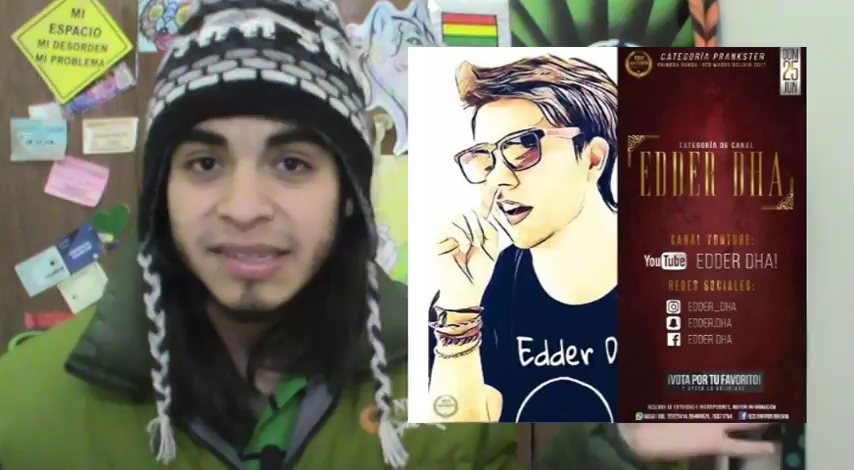 MI
ESPACIO
MI DESORDEN
MI PROBLEMA
Edder D
CATEGORÍA PRANKSTER
DOM
25
JUN
CATEGORÍA DE CANAL
EDDER DHA
CANAL YOUTUBE:
YouTube EDDER DHA!
REDES SOCIALES:
EDDER_DHA
EDDER.DHA
EDDER DHA
¡VOTA POR TU FAVORITO!